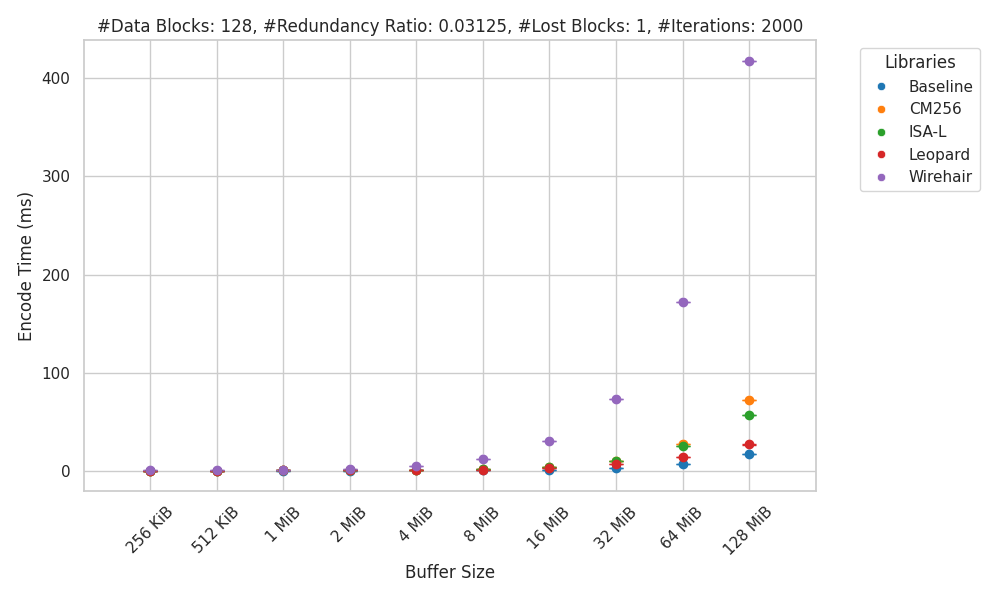 #Data Blocks: 128, #Redundancy Ratio: 0.03125, #Lost Blocks: 1, #Iterations: 2000
Libraries
Baseline
CM256
ISA-L
Leopard
Wirehair
Encode Time (ms)
400
300
200
100
0
256 KiB
512 KiB
1 MiB
2 MiB
4 MiB
8 MiB
16 MiB
32 MiB
64 MiB
128 MiB
Buffer Size